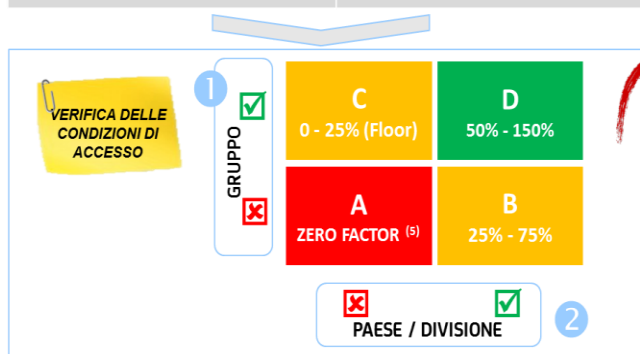 VERIFICA DELLE
CONDIZIONI DI
ACCESSO
1
GRUPPO
C
0 - 25% (Floor)
D
50% - 150%
A
ZERO FACTOR (5)
B
25% - 75%
PAESE / DIVISIONE
2